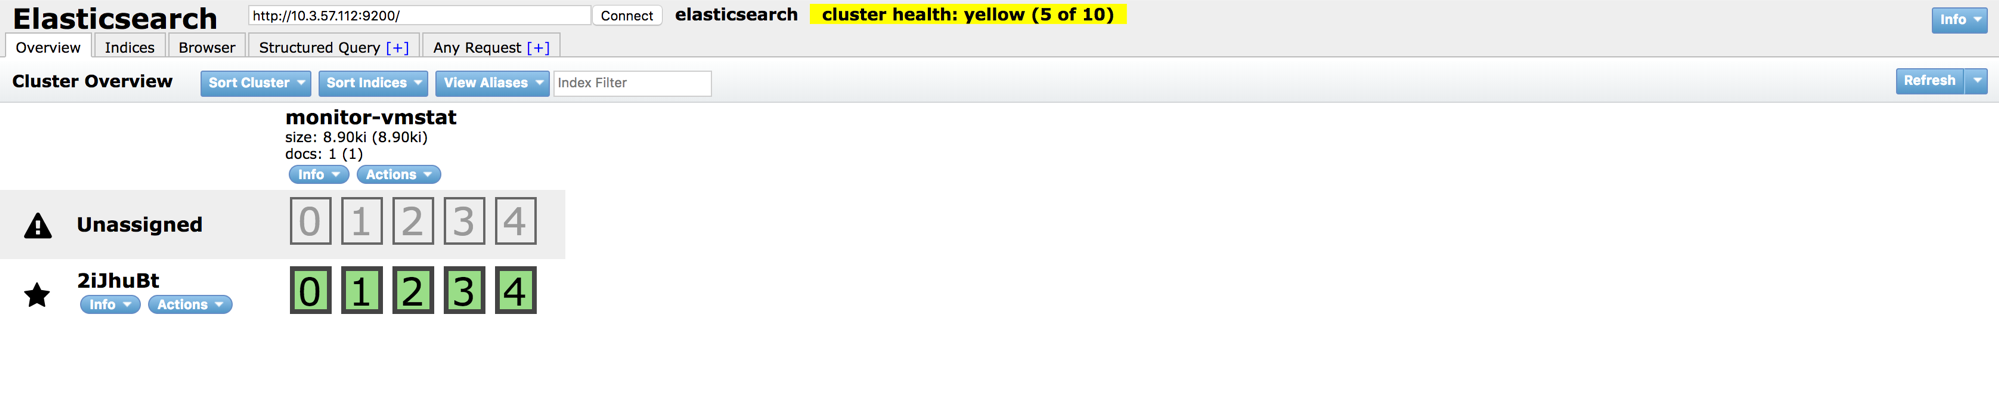 Elasticsearch http://10.3.57.112:9200/ Connect elasticsearch cluster health: yellow (5 of 10) Info
Overview Indices Browser Structured Query [+] Any Request [+]
Cluster Overview Sort Cluster Sort Indices View Aliases Index Filter Refresh
monitor-vmstat
size: 8.90ki (8.90ki)
docs: 1 (1)
Info Actions
Unassigned 0 1 2 3 4
2iJhuBt 0 1 2 3 4
Info Actions